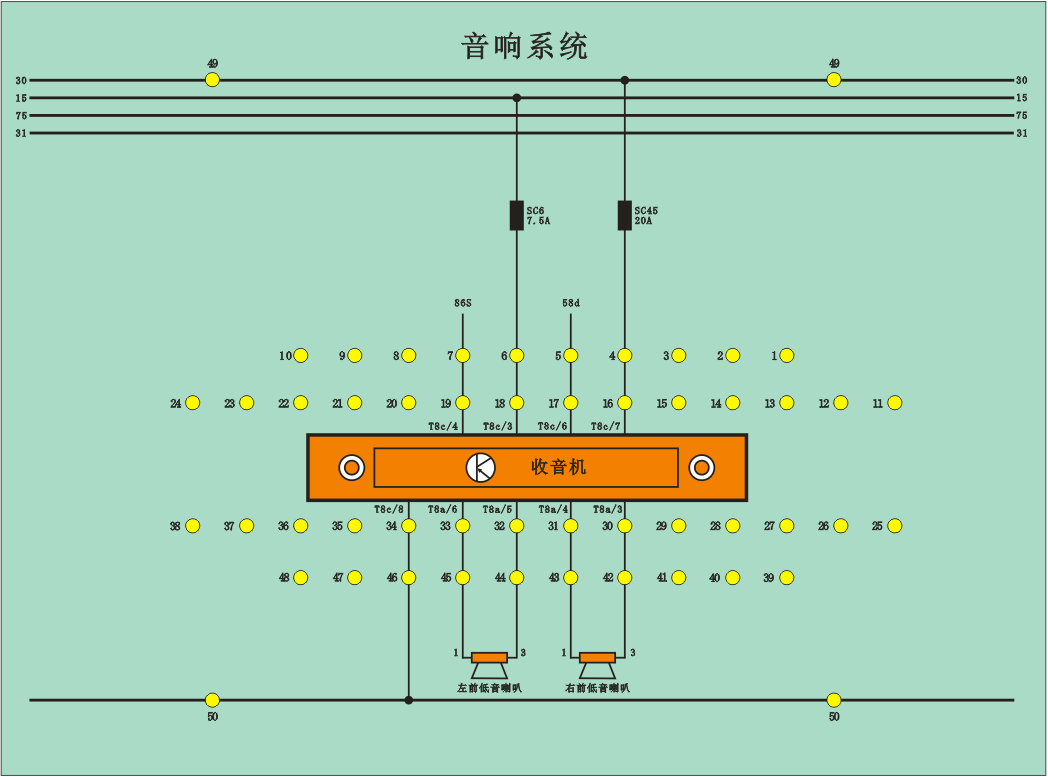 音响系统
49 49
30 30
15 15
75 75
31 31
SC6 SC45
7.5A 20A
86S 58d
10 9 8 7 6 5 4 3 2 1
24 23 22 21 20 19 18 17 16 15 14 13 12 11
T8c/4 T8c/3 T8c/6 T8c/7
收音机
T8c/8 T8a/6 T8a/5 T8a/4 T8a/3
38 37 36 35 34 33 32 31 30 29 28 27 26 25
48 47 46 45 44 43 42 41 40 39
1 3 1 3
左前低音喇叭 右前低音喇叭
50 50